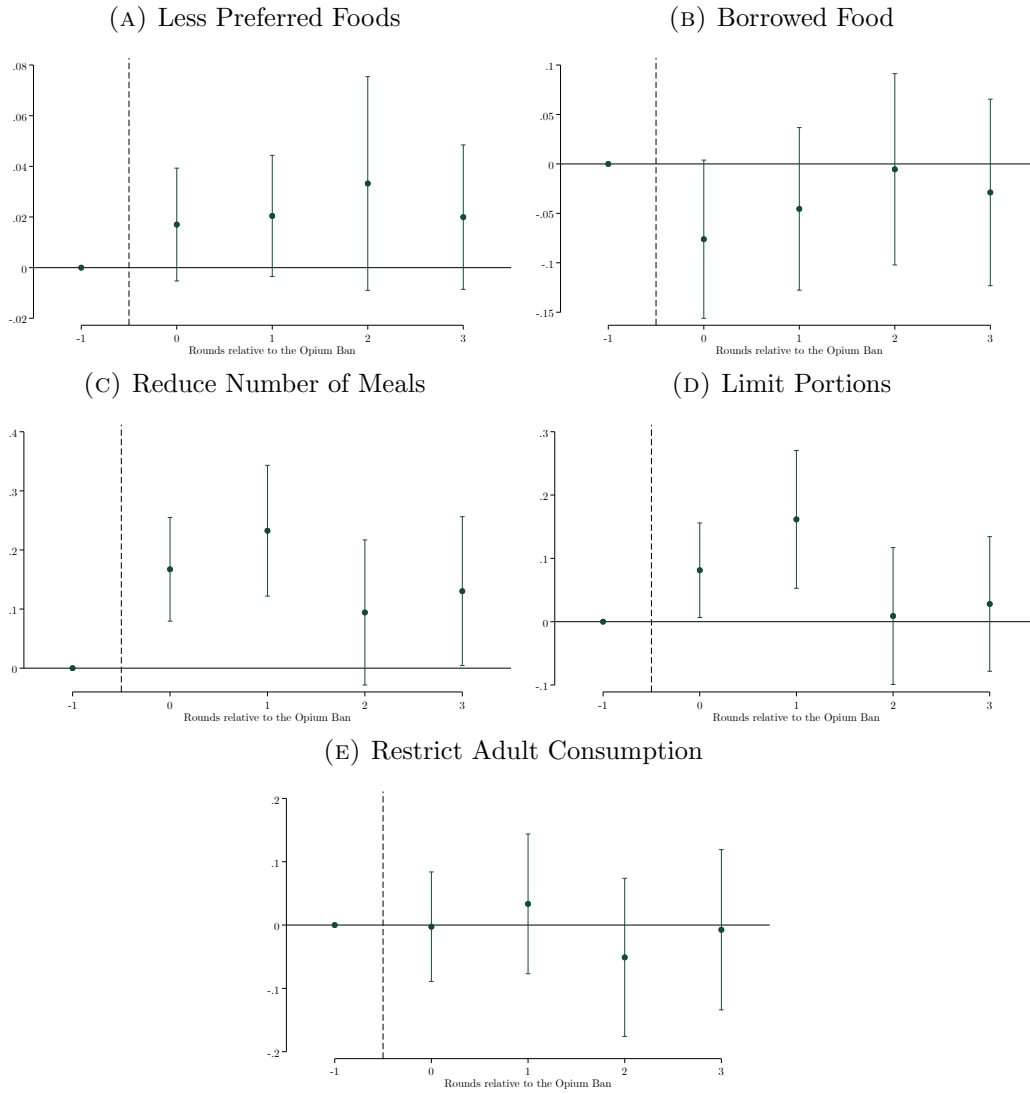 (A) Less Preferred Foods
.08
.06
.04
.02
0
-.02
-1 0 1 2 3
Rounds relative to the Opium Ban
(B) Borrowed Food
.1
.05
0
-.05
-.1
-.15
-1 0 1 2 3
Rounds relative to the Opium Ban
(C) Reduce Number of Meals
.4
.3
.2
.1
0
-1 0 1 2 3
Rounds relative to the Opium Ban
(D) Limit Portions
.3
.2
.1
0
-.1
-1 0 1 2 3
Rounds relative to the Opium Ban
(E) Restrict Adult Consumption
.2
.1
0
-.1
-.2
-1 0 1 2 3
Rounds relative to the Opium Ban